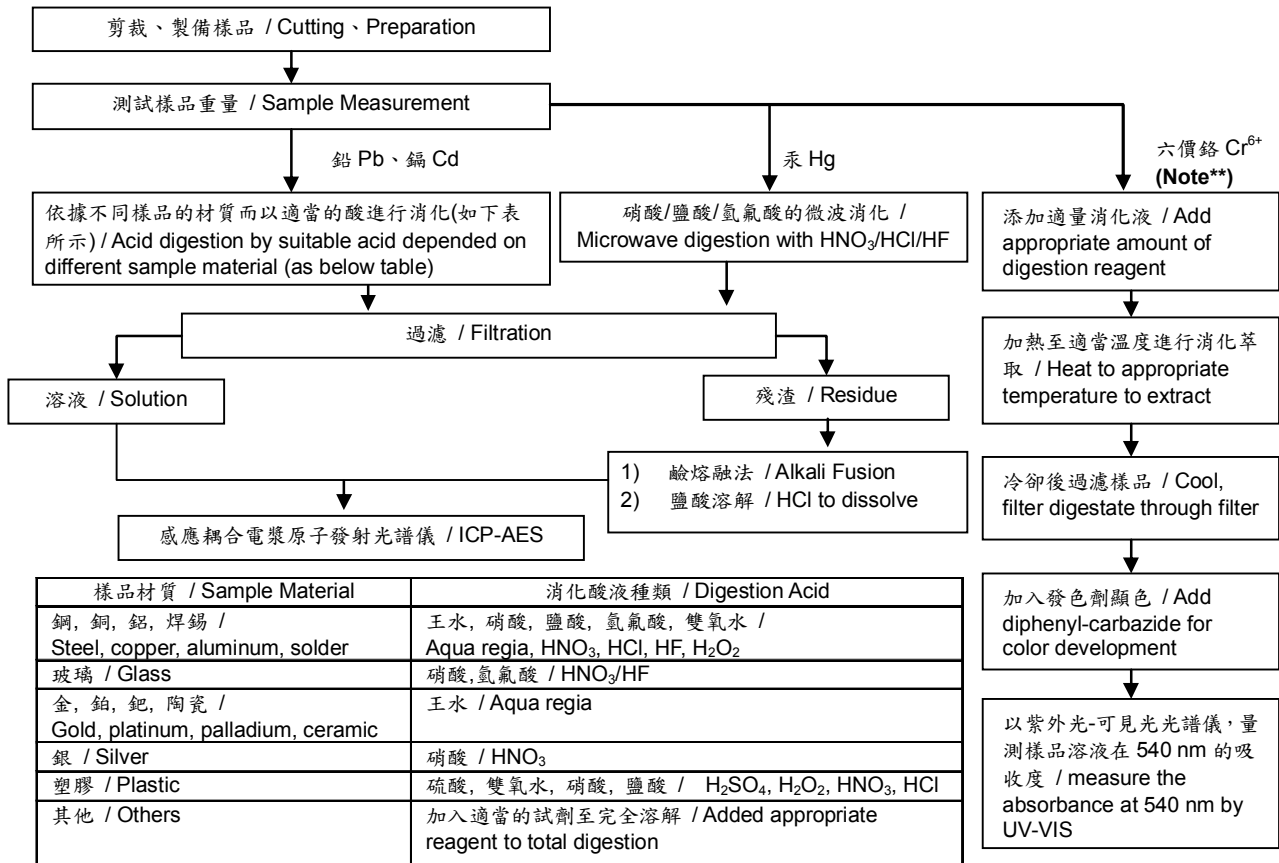 剪裁、製備樣品 / Cutting、Preparation
測試樣品重量 / Sample Measurement
鉛 Pb、鎘 Cd
汞 Hg
六價鉻 Cr6+
(Note**)
依據不同樣品的材質而以適當的酸進行消化(如下表
所示) / Acid digestion by suitable acid depended on
different sample material (as below table)
硝酸/鹽酸/氫氟酸的微波消化 /
Microwave digestion with HNO3/HCl/HF
添加適量消化液 / Add
appropriate amount of
digestion reagent
過濾 / Filtration
加熱至適當溫度進行消化萃
取 / Heat to appropriate
temperature to extract
溶液 / Solution
殘渣 / Residue
1) 鹼熔融法 / Alkali Fusion
2) 鹽酸溶解 / HCl to dissolve
冷卻後過濾樣品 / Cool,
filter digestate through filter
感應耦合電漿原子發射光譜儀 / ICP-AES
加入發色劑顯色 / Add
diphenyl-carbazide for
color development
以紫外光-可見光光譜儀,量
測樣品溶液在 540 nm 的吸
收度 / measure the
absorbance at 540 nm by
UV-VIS
樣品材質 / Sample Material 消化酸液種類 / Digestion Acid
鋼, 銅, 鋁, 焊錫 / 王水, 硝酸, 鹽酸, 氫氟酸, 雙氧水 /
Steel, copper, aluminum, solder Aqua regia, HNO3, HCl, HF, H2O2
玻璃 / Glass 硝酸,氫氟酸 / HNO3/HF
金, 鉑, 鈀, 陶瓷 / 王水 / Aqua regia
Gold, platinum, palladium, ceramic
銀 / Silver 硝酸 / HNO3
塑膠 / Plastic 硫酸, 雙氧水, 硝酸, 鹽酸 / H2SO4, H2O2, HNO3, HCl
其他 / Others 加入適當的試劑至完全溶解 / Added appropriate
reagent to total digestion